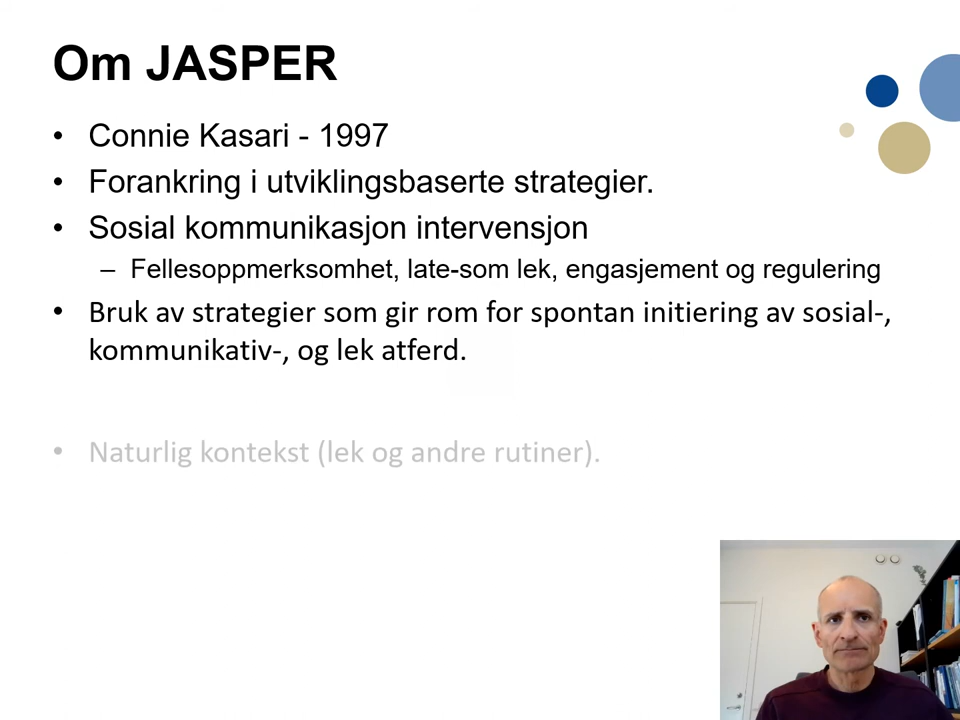 Om JASPER
• Connie Kasari - 1997
• Forankring i utviklingsbaserte strategier.
• Sosial kommunikasjon intervensjon
– Fellesoppmerksomhet, late-som lek, engasjement og regulering
• Bruk av strategier som gir rom for spontan initiering av sosial-,
kommunikativ-, og lek atferd.
• Naturlig kontekst (lek og andre rutiner).